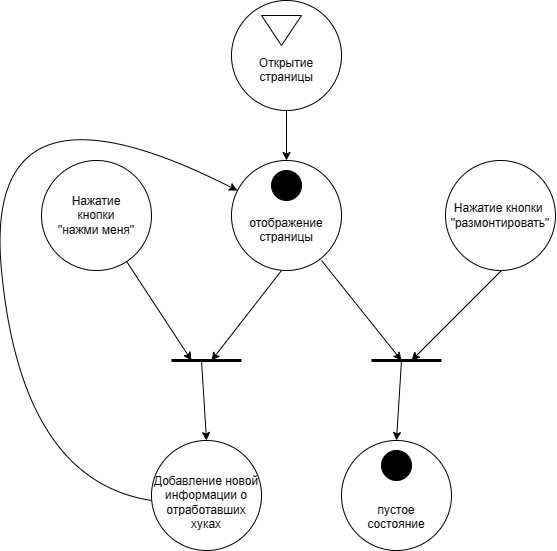 Открытие
страницы
Нажатие
кнопки
"нажми меня"
отображение
страницы
Нажатие кнопки
"размонтировать"
Добавление новой
информации о
отработавших
хуках
пустое
состояние